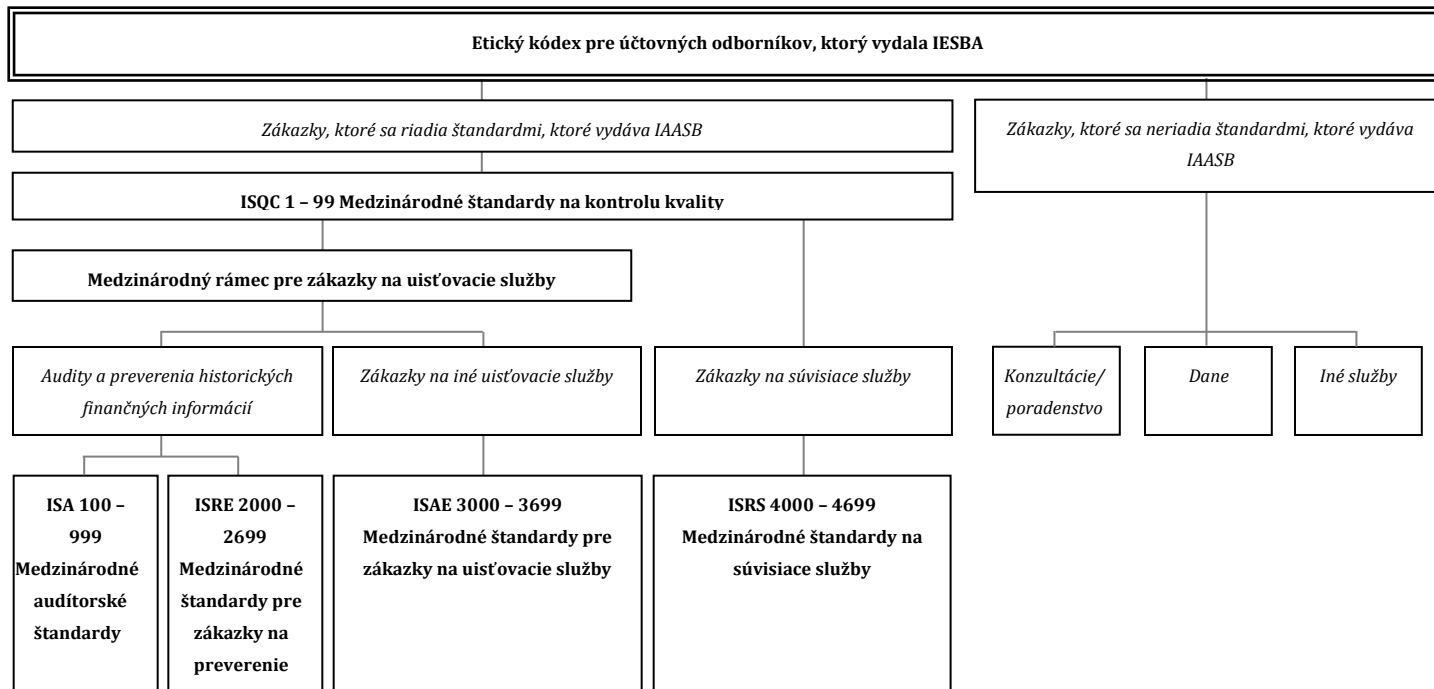 Etický kódex pre účtovných odborníkov, ktorý vydala IESBA
Zákazky, ktoré sa riadia štandardmi, ktoré vydáva IAASB
Zákazky, ktoré sa neriadia štandardmi, ktoré vydáva
IAASB
ISQC 1 – 99 Medzinárodné štandardy na kontrolu kvality
Medzinárodný rámec pre zákazky na uisťovacie služby
Audity a preverenia historických
finančných informácií
Zákazky na iné uisťovacie služby
Zákazky na súvisiace služby
Konzultácie/
poradenstvo
Dane
Iné služby
ISA 100 –
999
Medzinárodné
audítorské
štandardy
ISRE 2000 –
2699
Medzinárodné
štandardy pre
zákazky na
preverenie
ISAE 3000 – 3699
Medzinárodné štandardy pre
zákazky na uisťovacie služby
ISRS 4000 – 4699
Medzinárodné štandardy na
súvisiace služby